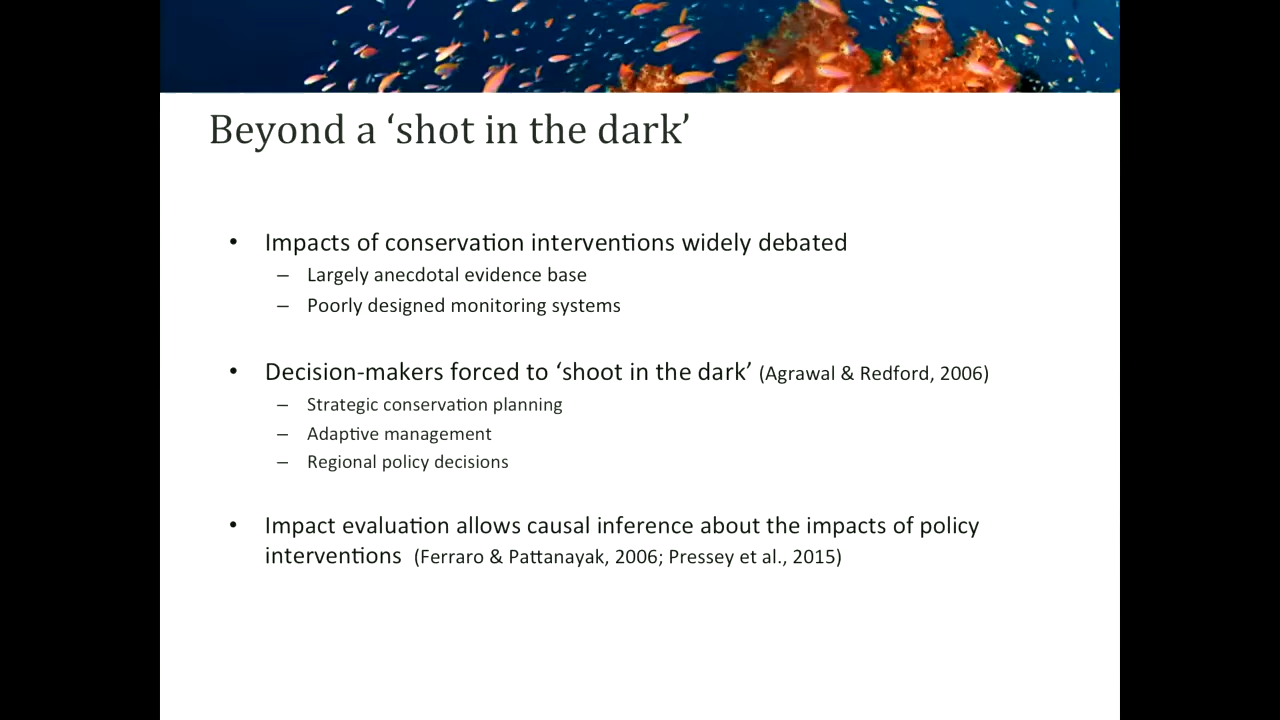 Beyond a ‘shot in the dark’
• Impacts of conservation interventions widely debated
– Largely anecdotal evidence base
– Poorly designed monitoring systems
• Decision-makers forced to ‘shoot in the dark’ (Agrawal & Redford, 2006)
– Strategic conservation planning
– Adaptive management
– Regional policy decisions
• Impact evaluation allows causal inference about the impacts of policy
interventions (Ferraro & Pattanayak, 2006; Pressey et al., 2015)